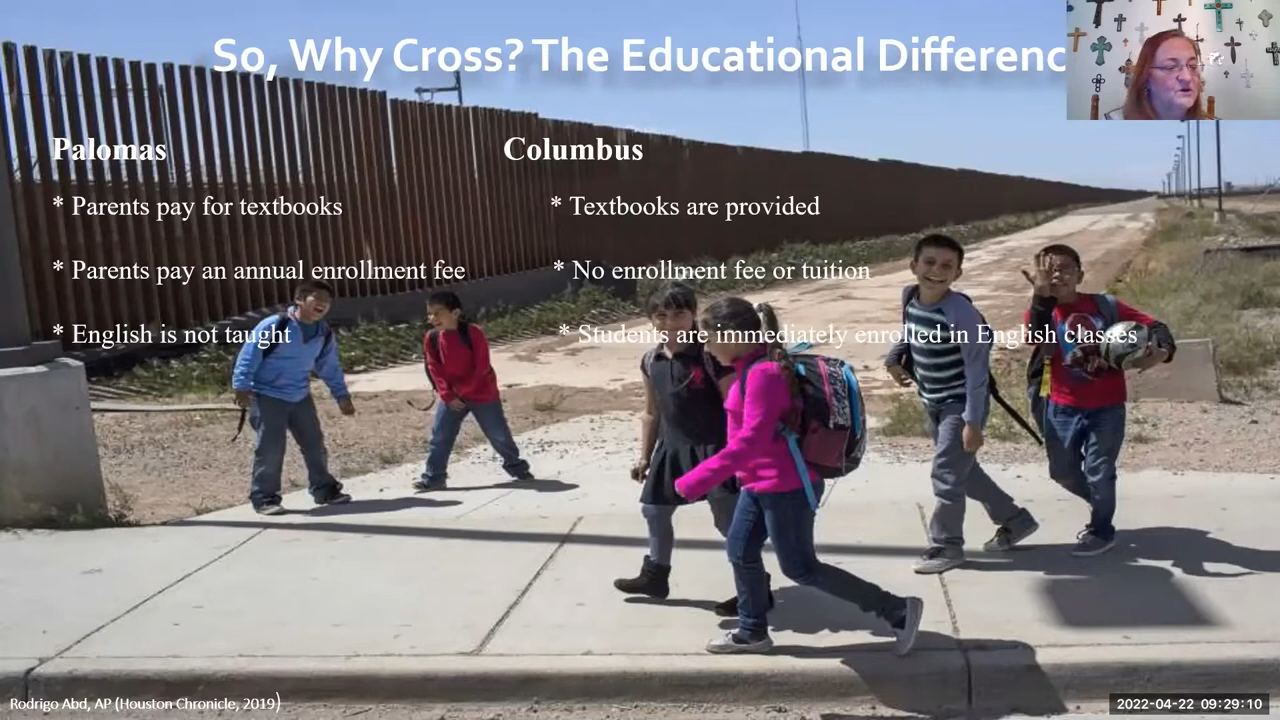 So, Why Cross? The Educational Differenc
Palomas
Columbus
* Parents pay for textbooks
* Textbooks are provided
* Parents pay an annual enrollment fee
* No enrollment fee or tuition
* English is not taught
* Students are immediately enrolled in English classes
Rodrigo Abd, AP (Houston Chronicle, 2019)
2022-04-22 09:29:10